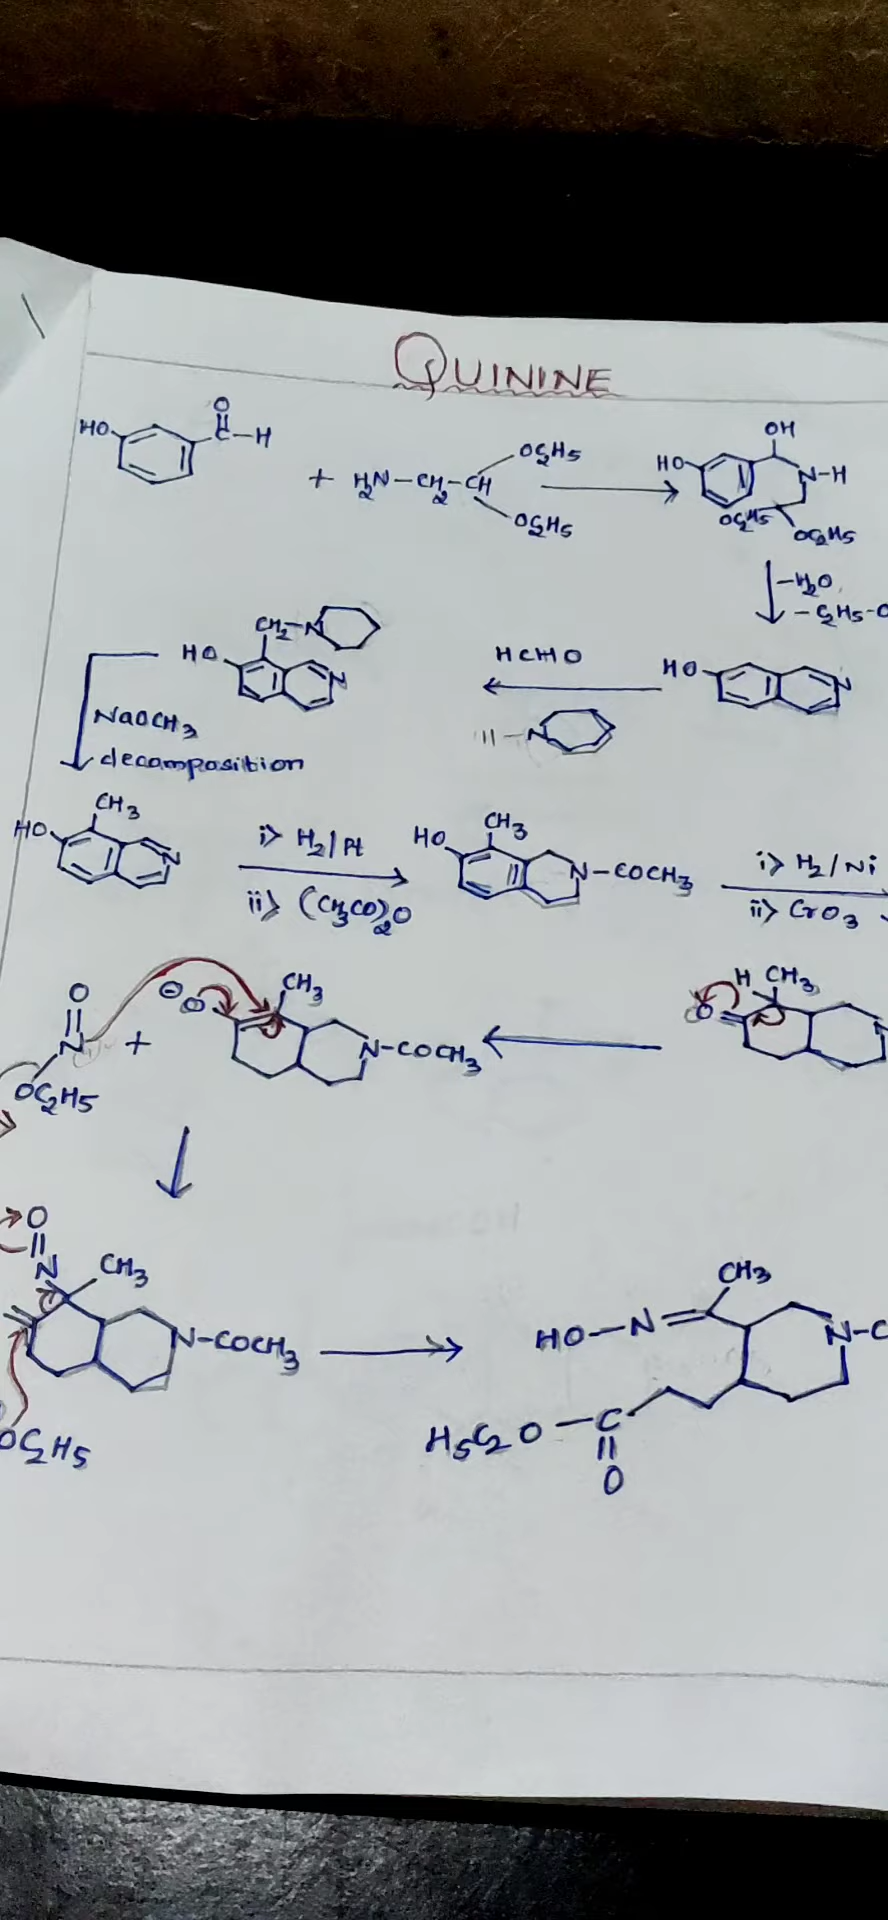 QUININE
HO
O
C-H
+ H2N-CH2-CH
OC2H5
OC2H5
OH
HO
N-H
OC2H5
OC2H5
-H2O
- C2H5-O
CH2-N
HO
N
HCHO
HO
N
N
NaOCH3
decomposition
CH3
HO
N
i> H2/Pt
ii> (CH3CO)2O
CH3
HO
N-COCH3
i> H2/Ni
ii> CrO3
O
N
OC2H5
+
⊖O
CH3
N-COCH3
H CH3
O
O
N
CH3
N-COCH3
OC2H5
CH3
HO-N
N-C
H5C2O-C
O